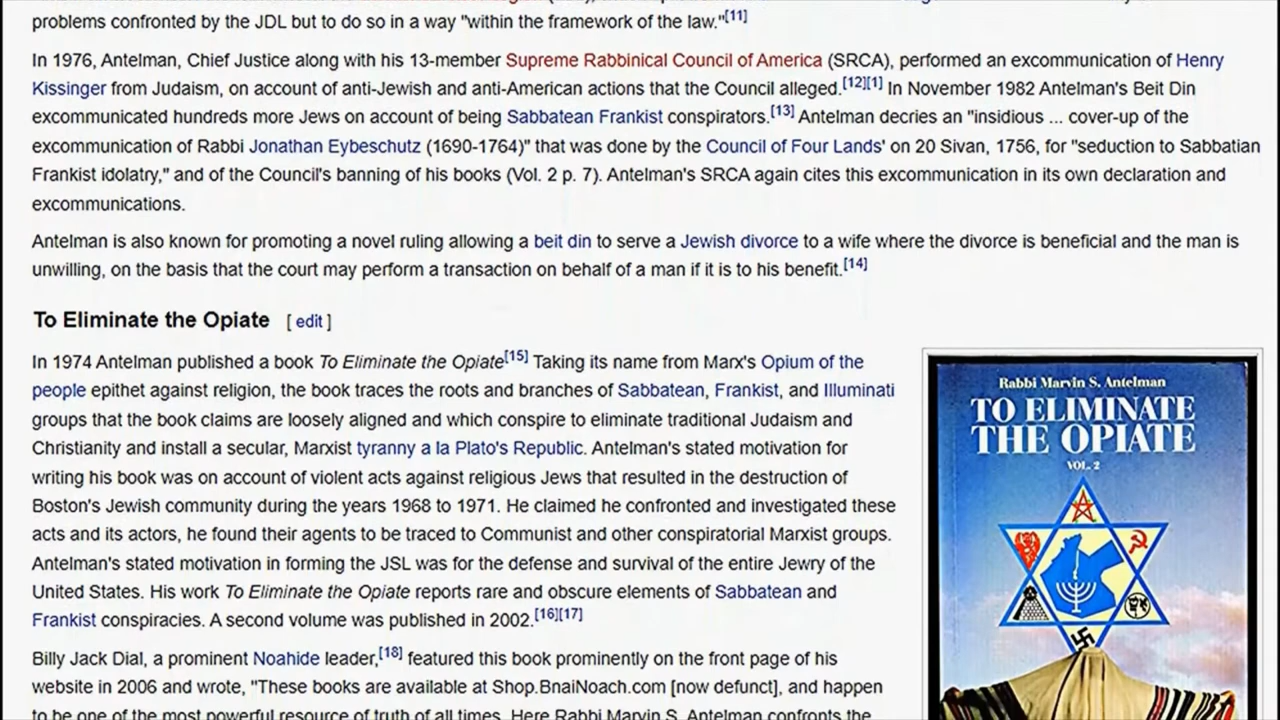 problems confronted by the JDL but to do so in a way "within the framework of the law."[11]
In 1976, Antelman, Chief Justice along with his 13-member Supreme Rabbinical Council of America (SRCA), performed an excommunication of Henry
Kissinger from Judaism, on account of anti-Jewish and anti-American actions that the Council alleged.[12][1] In November 1982 Antelman's Beit Din
excommunicated hundreds more Jews on account of being Sabbatean Frankist conspirators.[13] Antelman decries an "insidious ... cover-up of the
excommunication of Rabbi Jonathan Eybeschutz (1690-1764)" that was done by the Council of Four Lands' on 20 Sivan, 1756, for "seduction to Sabbatian
Frankist idolatry," and of the Council's banning of his books (Vol. 2 p. 7). Antelman's SRCA again cites this excommunication in its own declaration and
excommunications.
Antelman is also known for promoting a novel ruling allowing a beit din to serve a Jewish divorce to a wife where the divorce is beneficial and the man is
unwilling, on the basis that the court may perform a transaction on behalf of a man if it is to his benefit.[14]
To Eliminate the Opiate [ edit ]
In 1974 Antelman published a book To Eliminate the Opiate[15] Taking its name from Marx's Opium of the
people epithet against religion, the book traces the roots and branches of Sabbatean, Frankist, and Illuminati
groups that the book claims are loosely aligned and which conspire to eliminate traditional Judaism and
Christianity and install a secular, Marxist tyranny a la Plato's Republic. Antelman's stated motivation for
writing his book was on account of violent acts against religious Jews that resulted in the destruction of
Boston's Jewish community during the years 1968 to 1971. He claimed he confronted and investigated these
acts and its actors, he found their agents to be traced to Communist and other conspiratorial Marxist groups.
Antelman's stated motivation in forming the JSL was for the defense and survival of the entire Jewry of the
United States. His work To Eliminate the Opiate reports rare and obscure elements of Sabbatean and
Frankist conspiracies. A second volume was published in 2002.[16][17]
Billy Jack Dial, a prominent Noahide leader,[18] featured this book prominently on the front page of his
website in 2006 and wrote, "These books are available at Shop.BnaiNoach.com [now defunct], and happen
to be one of the most powerful resource of truth of all times. Here Rabbi Marvin S. Antelman confronts the
Rabbi Marvin S. Antelman
TO ELIMINATE
THE OPIATE
VOL. 2